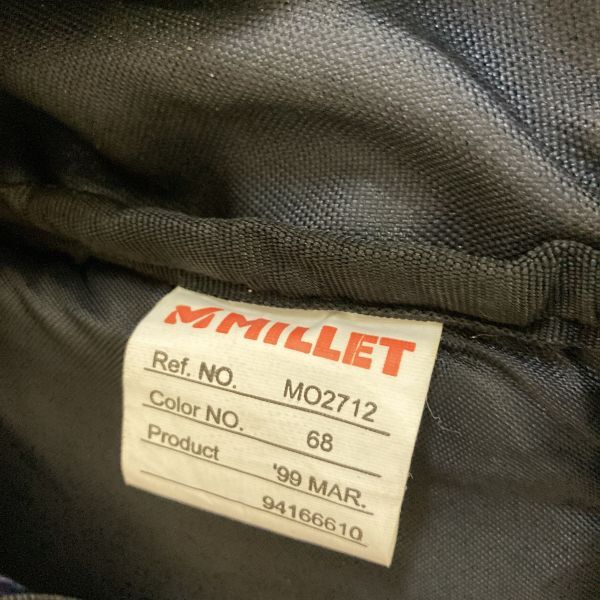 MILLET
Ref. NO. MO2712
Color NO. 68
Product '99 MAR.
94166610